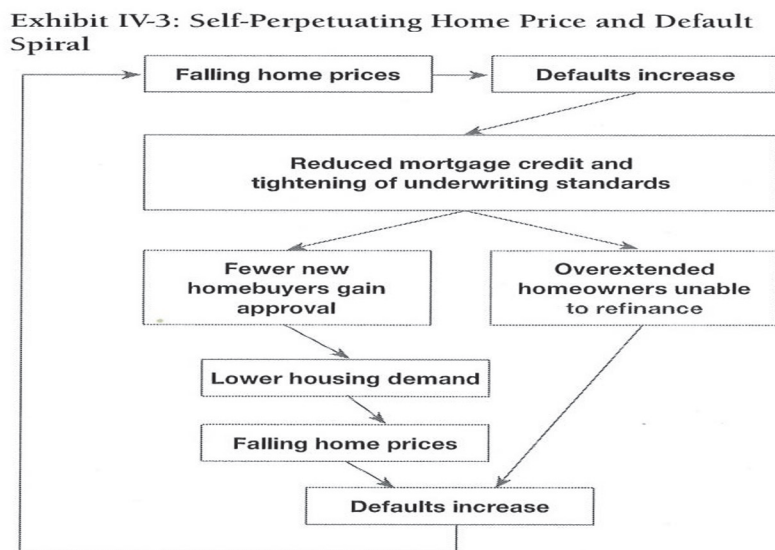 Exhibit IV-3: Self-Perpetuating Home Price and Default
Spiral
Falling home prices
Defaults increase
Reduced mortgage credit and
tightening of underwriting standards
Fewer new
homebuyers gain
approval
Overextended
homeowners unable
to refinance
Lower housing demand
Falling home prices
Defaults increase